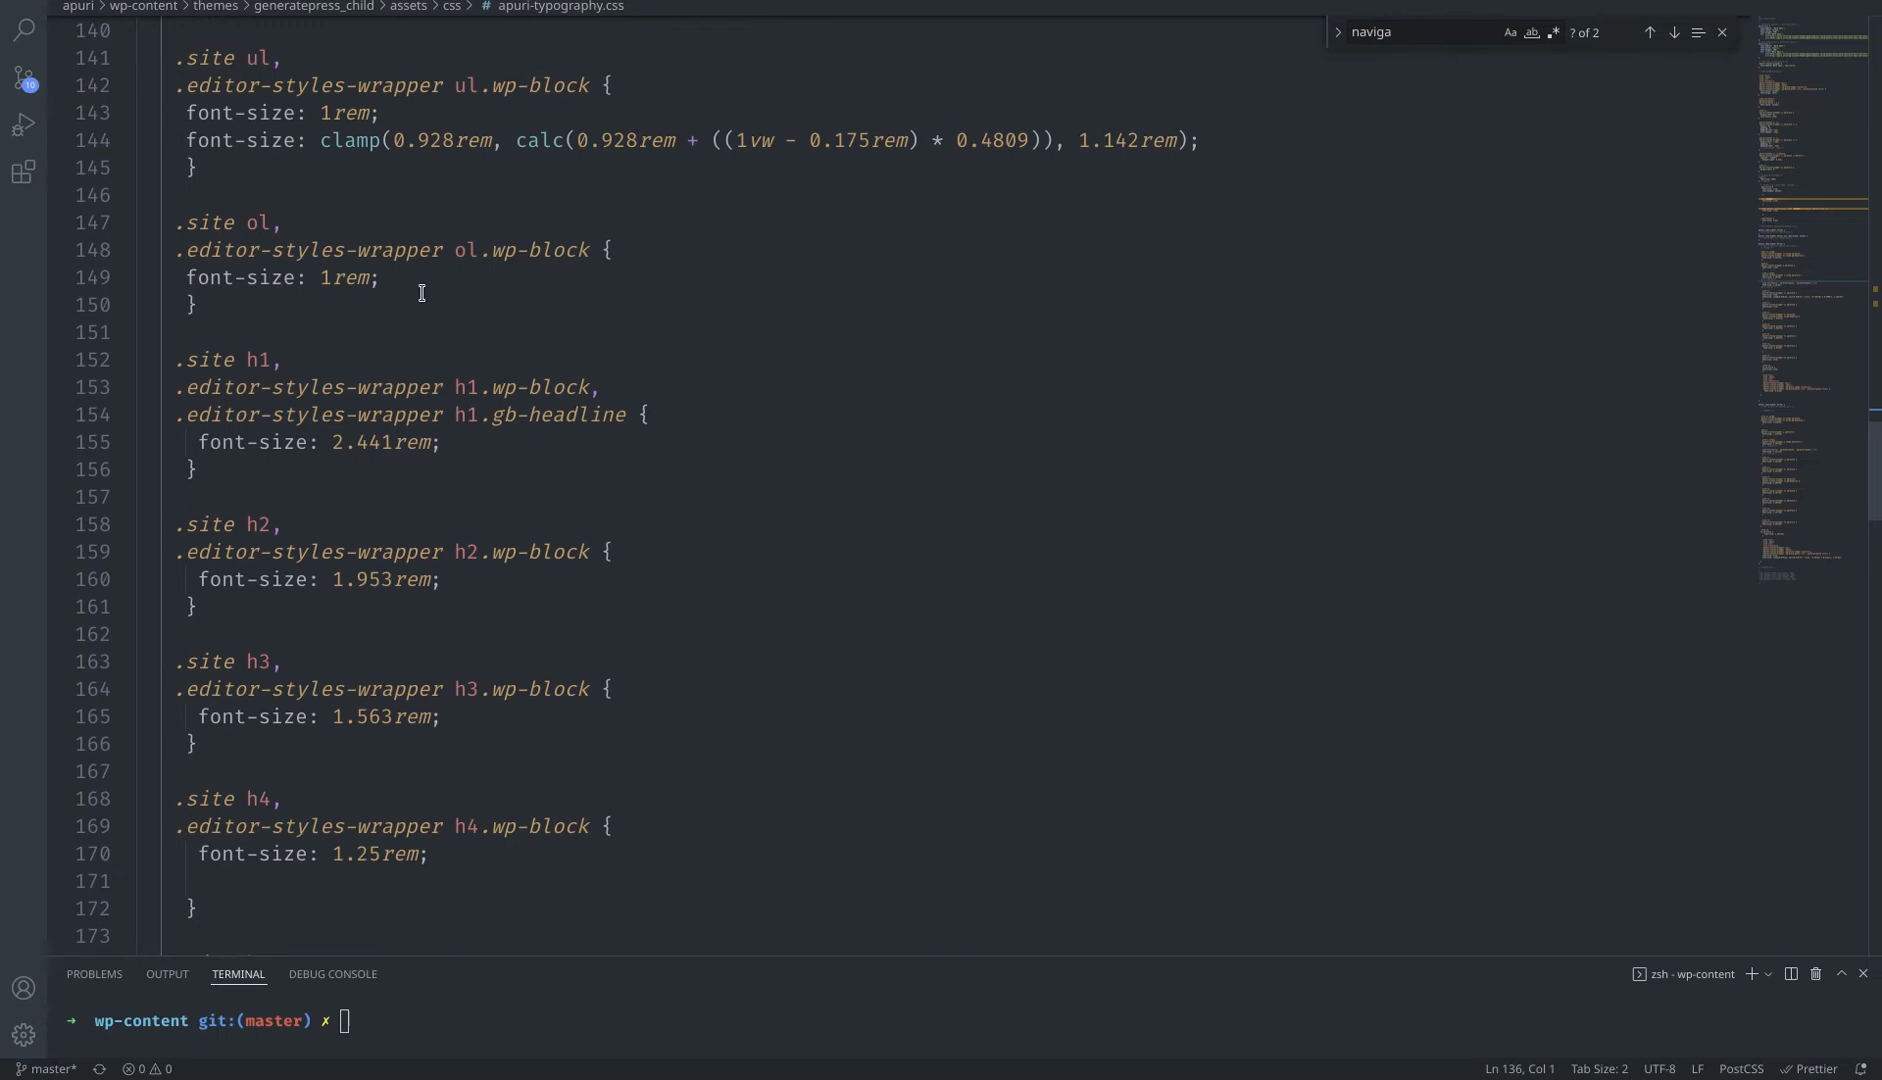 apuri › wp-content › themes › generatepress_child › assets › css › # apuri-typography.css
naviga Aa ab .* ? of 2
140
141 .site ul,
142 .editor-styles-wrapper ul.wp-block {
143 font-size: 1rem;
144 font-size: clamp(0.928rem, calc(0.928rem + ((1vw - 0.175rem) * 0.4809)), 1.142rem);
145 }
146
147 .site ol,
148 .editor-styles-wrapper ol.wp-block {
149 font-size: 1rem;
150 }
151
152 .site h1,
153 .editor-styles-wrapper h1.wp-block,
154 .editor-styles-wrapper h1.gb-headline {
155 font-size: 2.441rem;
156 }
157
158 .site h2,
159 .editor-styles-wrapper h2.wp-block {
160 font-size: 1.953rem;
161 }
162
163 .site h3,
164 .editor-styles-wrapper h3.wp-block {
165 font-size: 1.563rem;
166 }
167
168 .site h4,
169 .editor-styles-wrapper h4.wp-block {
170 font-size: 1.25rem;
171
172 }
173
10
PROBLEMS OUTPUT TERMINAL DEBUG CONSOLE zsh - wp-content
→ wp-content git:(master) ✗
master* 0 0 Ln 136, Col 1 Tab Size: 2 UTF-8 LF PostCSS Prettier